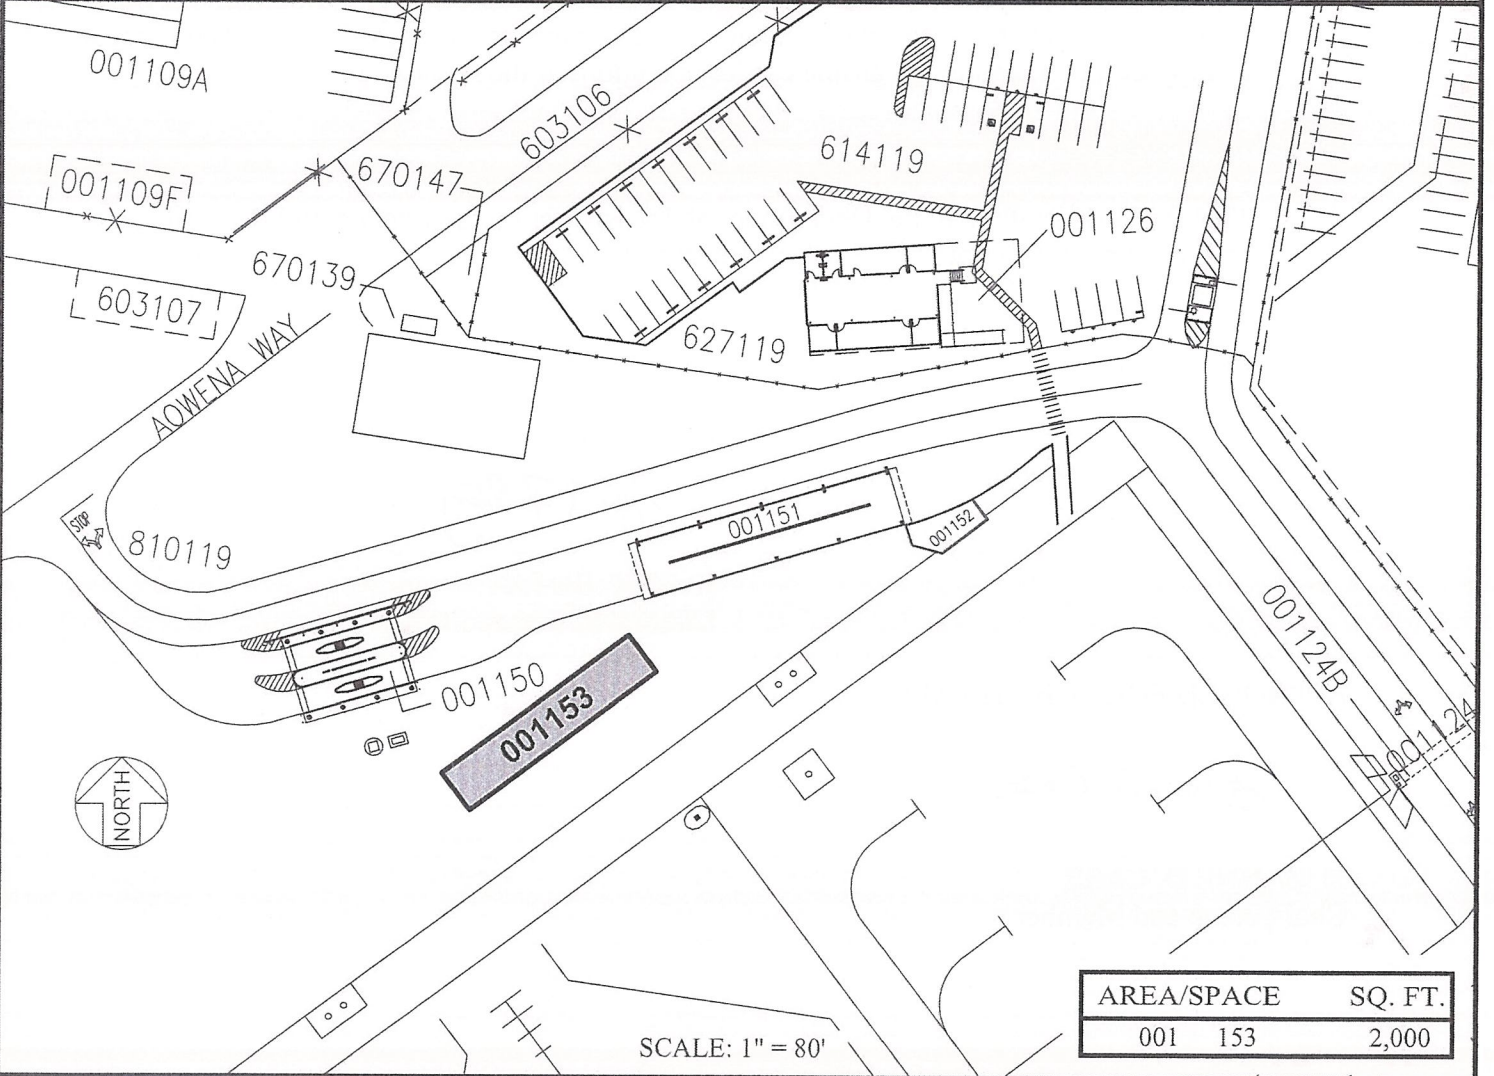 001109A
603106
614119
670147
001109F
001126
670139
603107
627119
AOWENA WAY
STOP
810119
001151
001152
001124B
001150
001153
001124
NORTH
AREA/SPACE SQ. FT.
001 153 2,000
SCALE: 1" = 80'